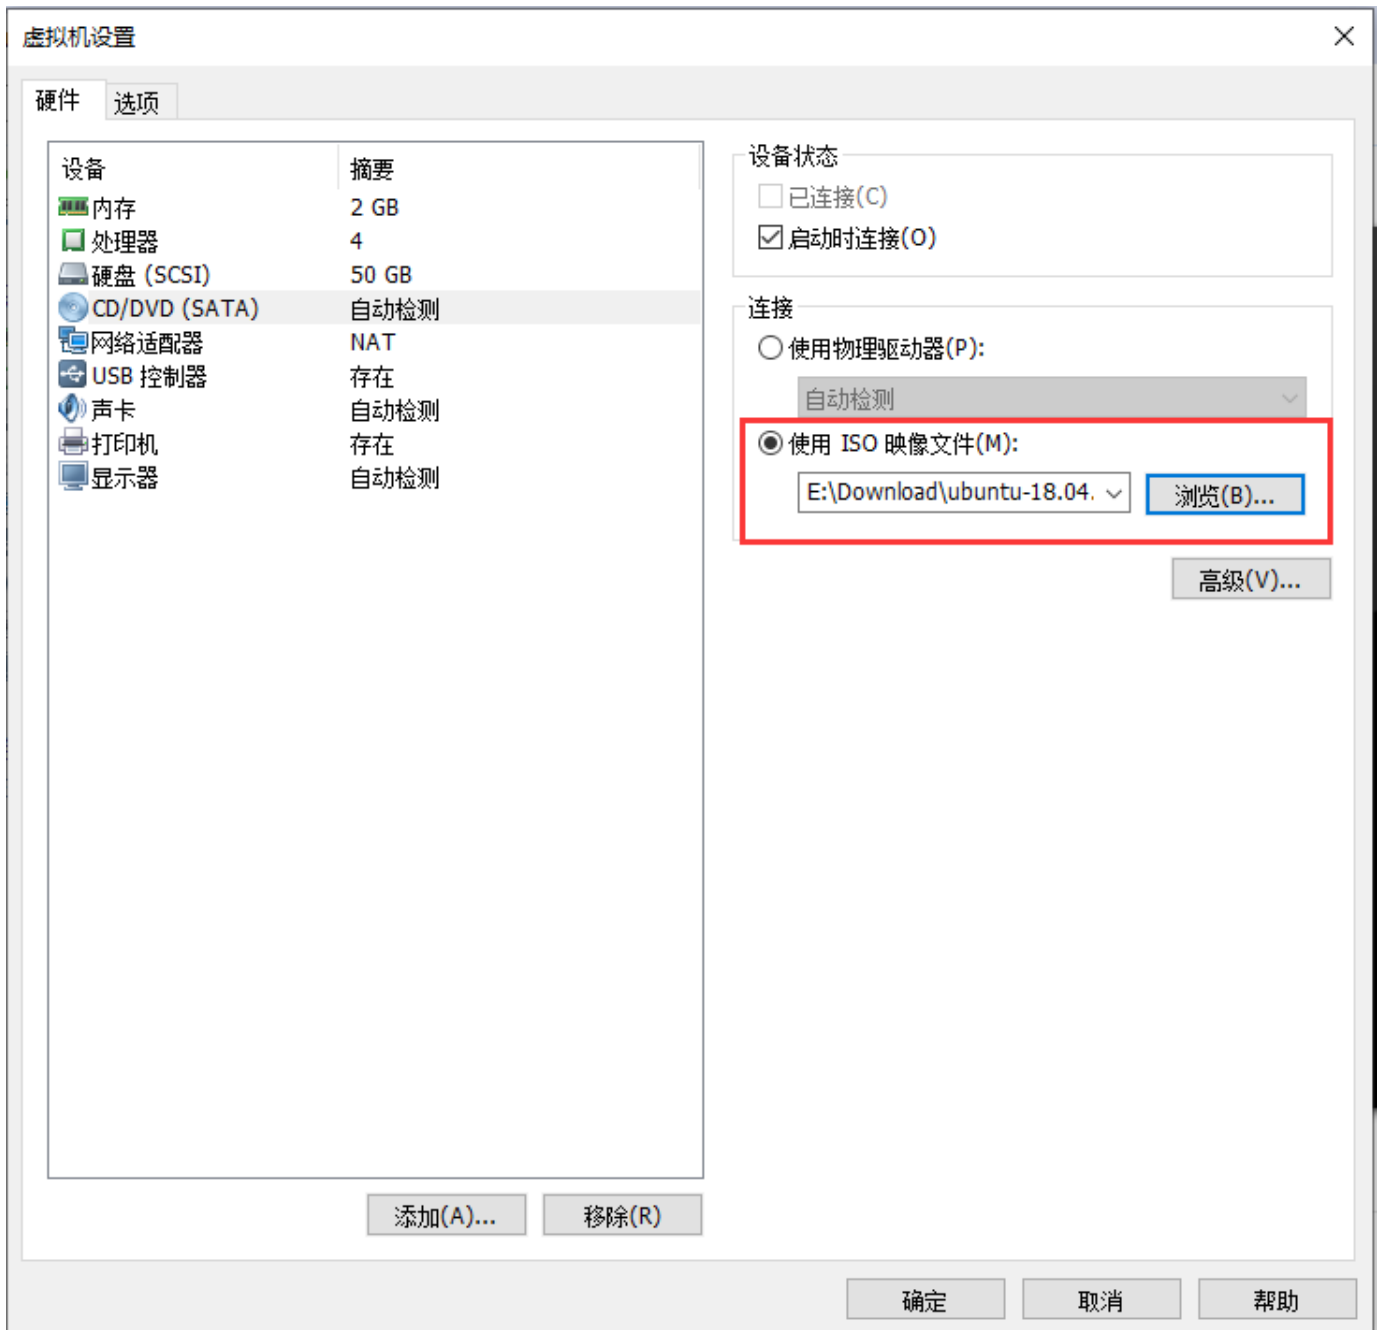 虚拟机设置
硬件 选项
设备 摘要
内存 2 GB
处理器 4
硬盘 (SCSI) 50 GB
CD/DVD (SATA) 自动检测
网络适配器 NAT
USB 控制器 存在
声卡 自动检测
打印机 存在
显示器 自动检测
添加(A)... 移除(R)
设备状态
已连接(C)
启动时连接(O)
连接
使用物理驱动器(P):
自动检测
使用 ISO 映像文件(M):
E:\Download\ubuntu-18.04. 浏览(B)...
高级(V)...
确定 取消 帮助